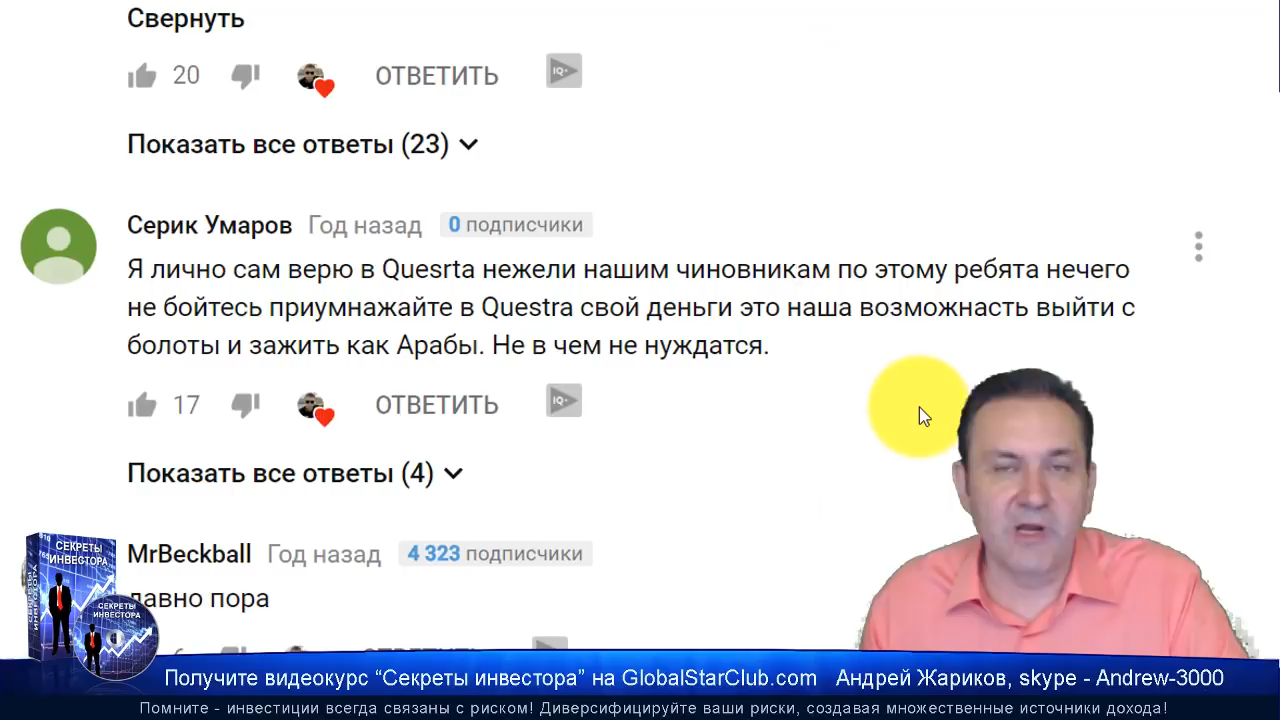 Свернуть
20 ОТВЕТИТЬ IQ+
Показать все ответы (23)
Серик Умаров Год назад 0 подписчики
Я лично сам верю в Quesrta нежели нашим чиновникам по этому ребята нечего
не бойтесь приумнажайте в Questra свой деньги это наша возможнасть выйти с
болоты и зажить как Арабы. Не в чем не нуждатся.
17 ОТВЕТИТЬ IQ+
Показать все ответы (4)
MrBeckball Год назад 4 323 подписчики
давно пора
СЕКРЕТЫ
ИНВЕСТОРА
СЕКРЕТЫ
ИНВЕСТОРА
Получите видеокурс “Секреты инвестора” на GlobalStarClub.com Андрей Жариков, skype - Andrew-3000
Помните - инвестиции всегда связаны с риском! Диверсифицируйте ваши риски, создавая множественные источники дохода!